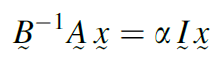 B̰⁻¹ A̰ x̰ = α Ḭ x̰